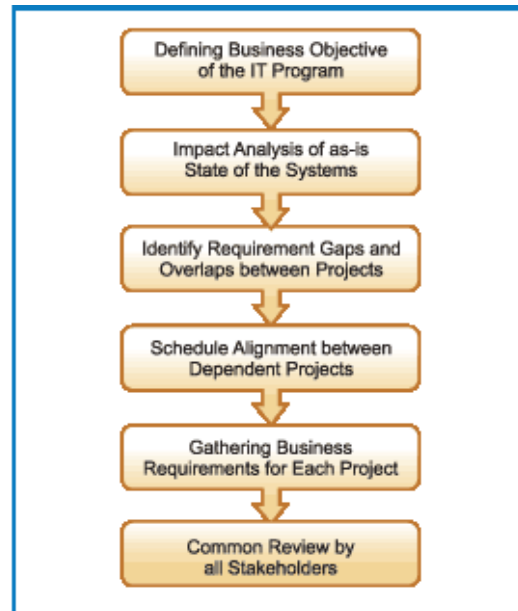 Defining Business Objective
of the IT Program
Impact Analysis of as-is
State of the Systems
Identify Requirement Gaps and
Overlaps between Projects
Schedule Alignment between
Dependent Projects
Gathering Business
Requirements for Each Project
Common Review by
all Stakeholders